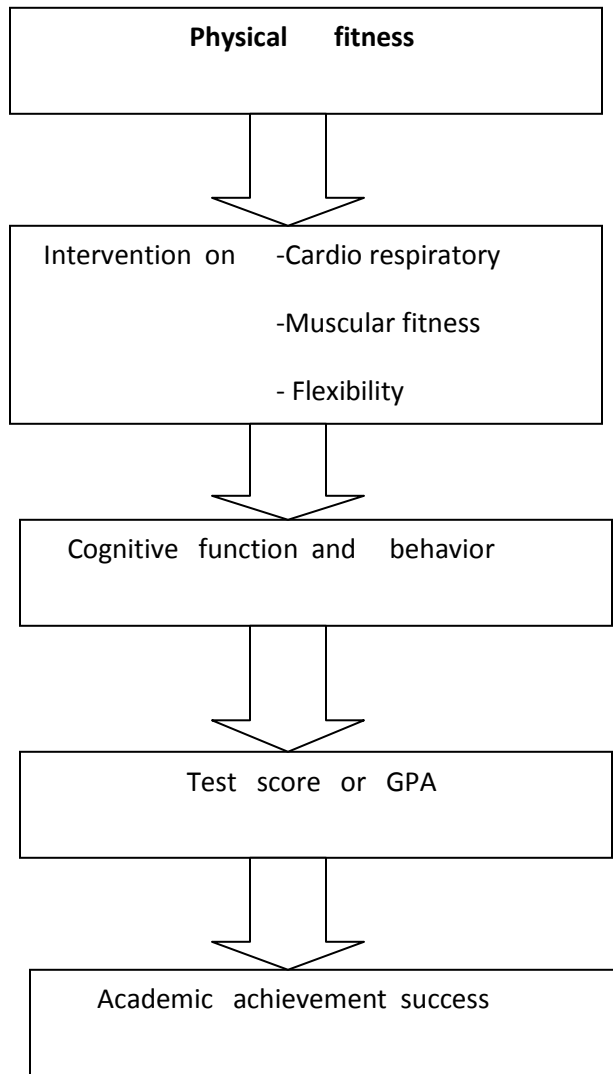 Physical fitness
Intervention on -Cardio respiratory
-Muscular fitness
- Flexibility
Cognitive function and behavior
Test score or GPA
Academic achievement success